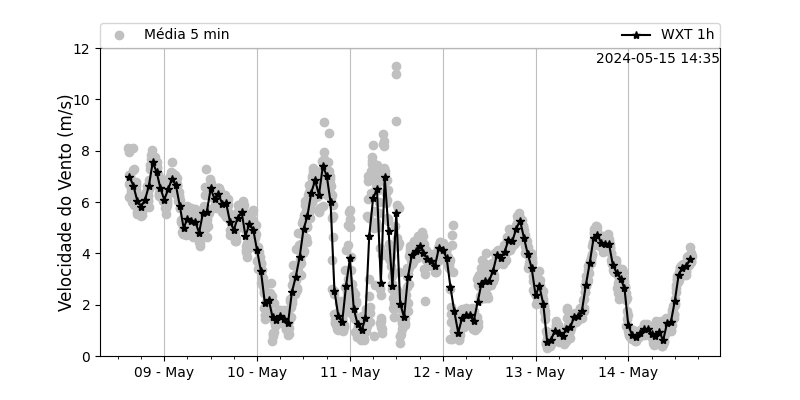 Média 5 min
WXT 1h
2024-05-15 14:35
Velocidade do Vento (m/s)
12
10
8
6
4
2
0
09 - May
10 - May
11 - May
12 - May
13 - May
14 - May